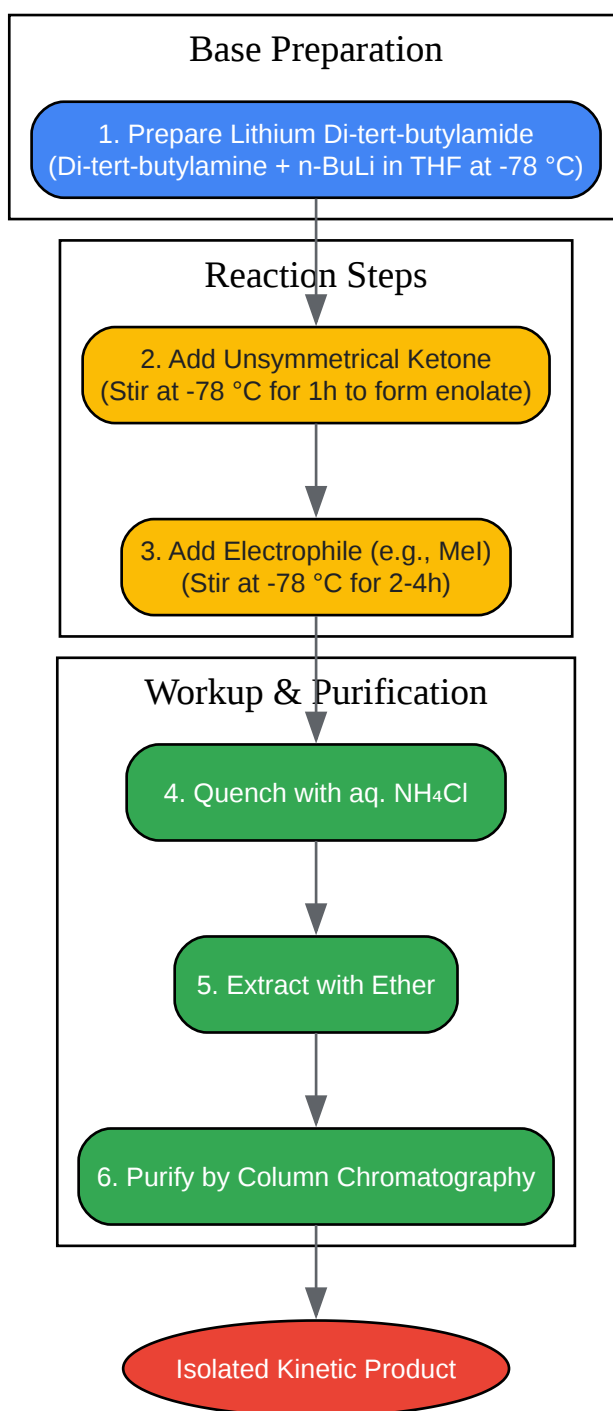 Base Preparation
1. Prepare Lithium Di-tert-butylamide
(Di-tert-butylamine + n-BuLi in THF at -78 °C)
Reaction Steps
2. Add Unsymmetrical Ketone
(Stir at -78 °C for 1h to form enolate)
3. Add Electrophile (e.g., MeI)
(Stir at -78 °C for 2-4h)
Workup & Purification
4. Quench with aq. NH₄Cl
5. Extract with Ether
6. Purify by Column Chromatography
Isolated Kinetic Product